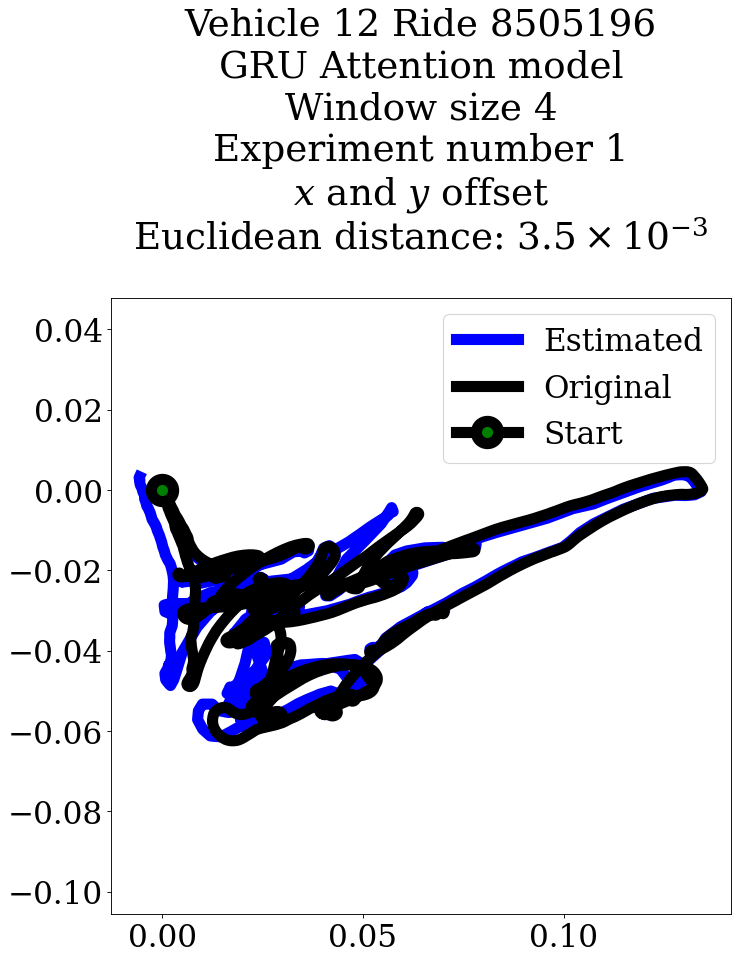 Vehicle 12 Ride 8505196
GRU Attention model
Window size 4
Experiment number 1
x and y offset
Euclidean distance: 3.5 × 10⁻³
Estimated
Original
Start
0.04
0.02
0.00
−0.02
−0.04
−0.06
−0.08
−0.10
0.00 0.05 0.10